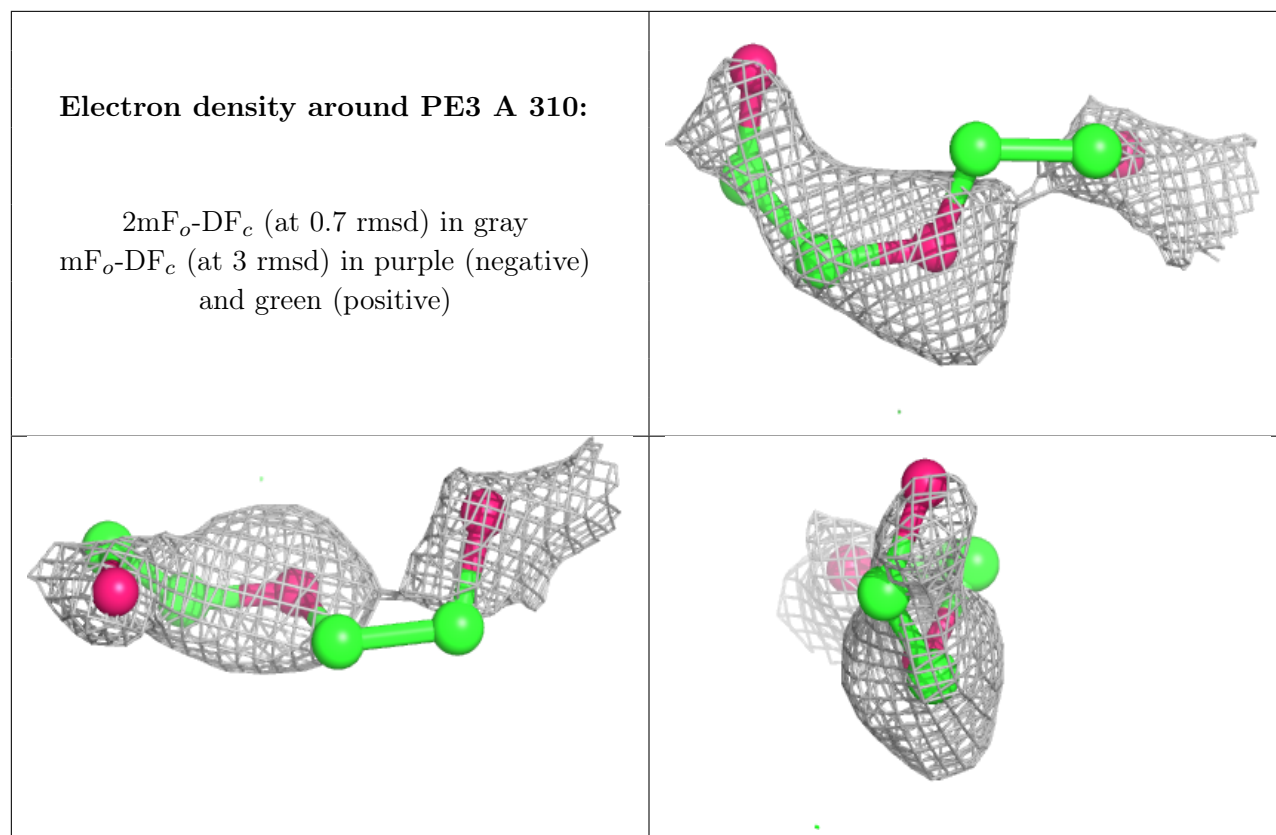 Electron density around PE3 A 310:
2mFo-DFc (at 0.7 rmsd) in gray
mFo-DFc (at 3 rmsd) in purple (negative)
and green (positive)